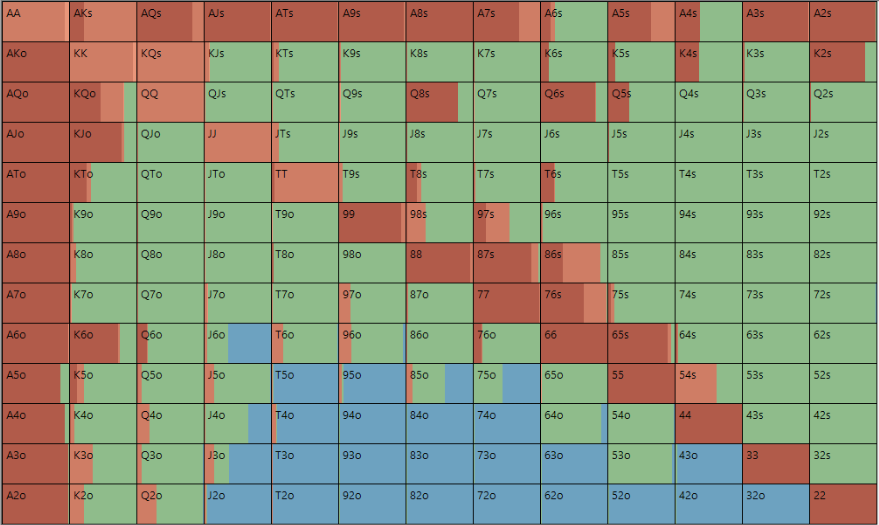 AA AKs AQs AJs ATs A9s A8s A7s A6s A5s A4s A3s A2s
AKo KK KQs KJs KTs K9s K8s K7s K6s K5s K4s K3s K2s
AQo KQo QQ QJs QTs Q9s Q8s Q7s Q6s Q5s Q4s Q3s Q2s
AJo KJo QJo JJ JTs J9s J8s J7s J6s J5s J4s J3s J2s
ATo KTo QTo JTo TT T9s T8s T7s T6s T5s T4s T3s T2s
A9o K9o Q9o J9o T9o 99 98s 97s 96s 95s 94s 93s 92s
A8o K8o Q8o J8o T8o 98o 88 87s 86s 85s 84s 83s 82s
A7o K7o Q7o J7o T7o 97o 87o 77 76s 75s 74s 73s 72s
A6o K6o Q6o J6o T6o 96o 86o 76o 66 65s 64s 63s 62s
A5o K5o Q5o J5o T5o 95o 85o 75o 65o 55 54s 53s 52s
A4o K4o Q4o J4o T4o 94o 84o 74o 64o 54o 44 43s 42s
A3o K3o Q3o J3o T3o 93o 83o 73o 63o 53o 43o 33 32s
A2o K2o Q2o J2o T2o 92o 82o 72o 62o 52o 42o 32o 22